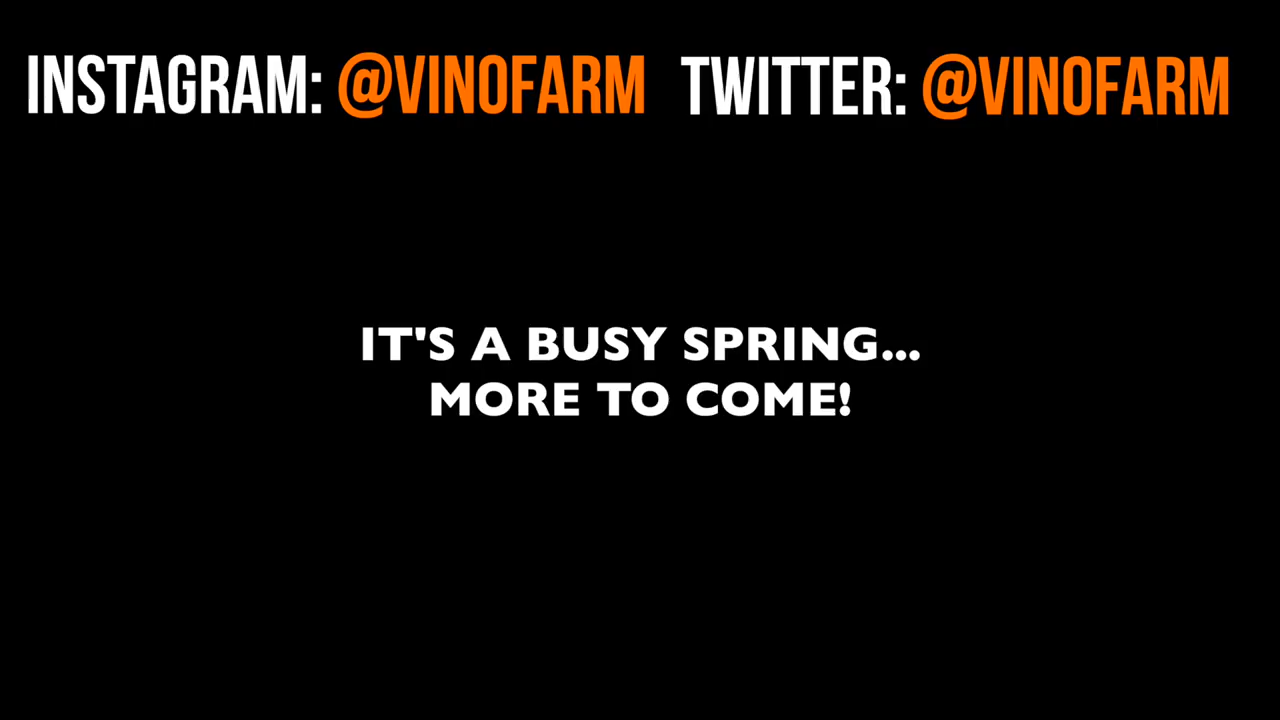 INSTAGRAM: @VINOFARM TWITTER: @VINOFARM
IT'S A BUSY SPRING...
MORE TO COME!